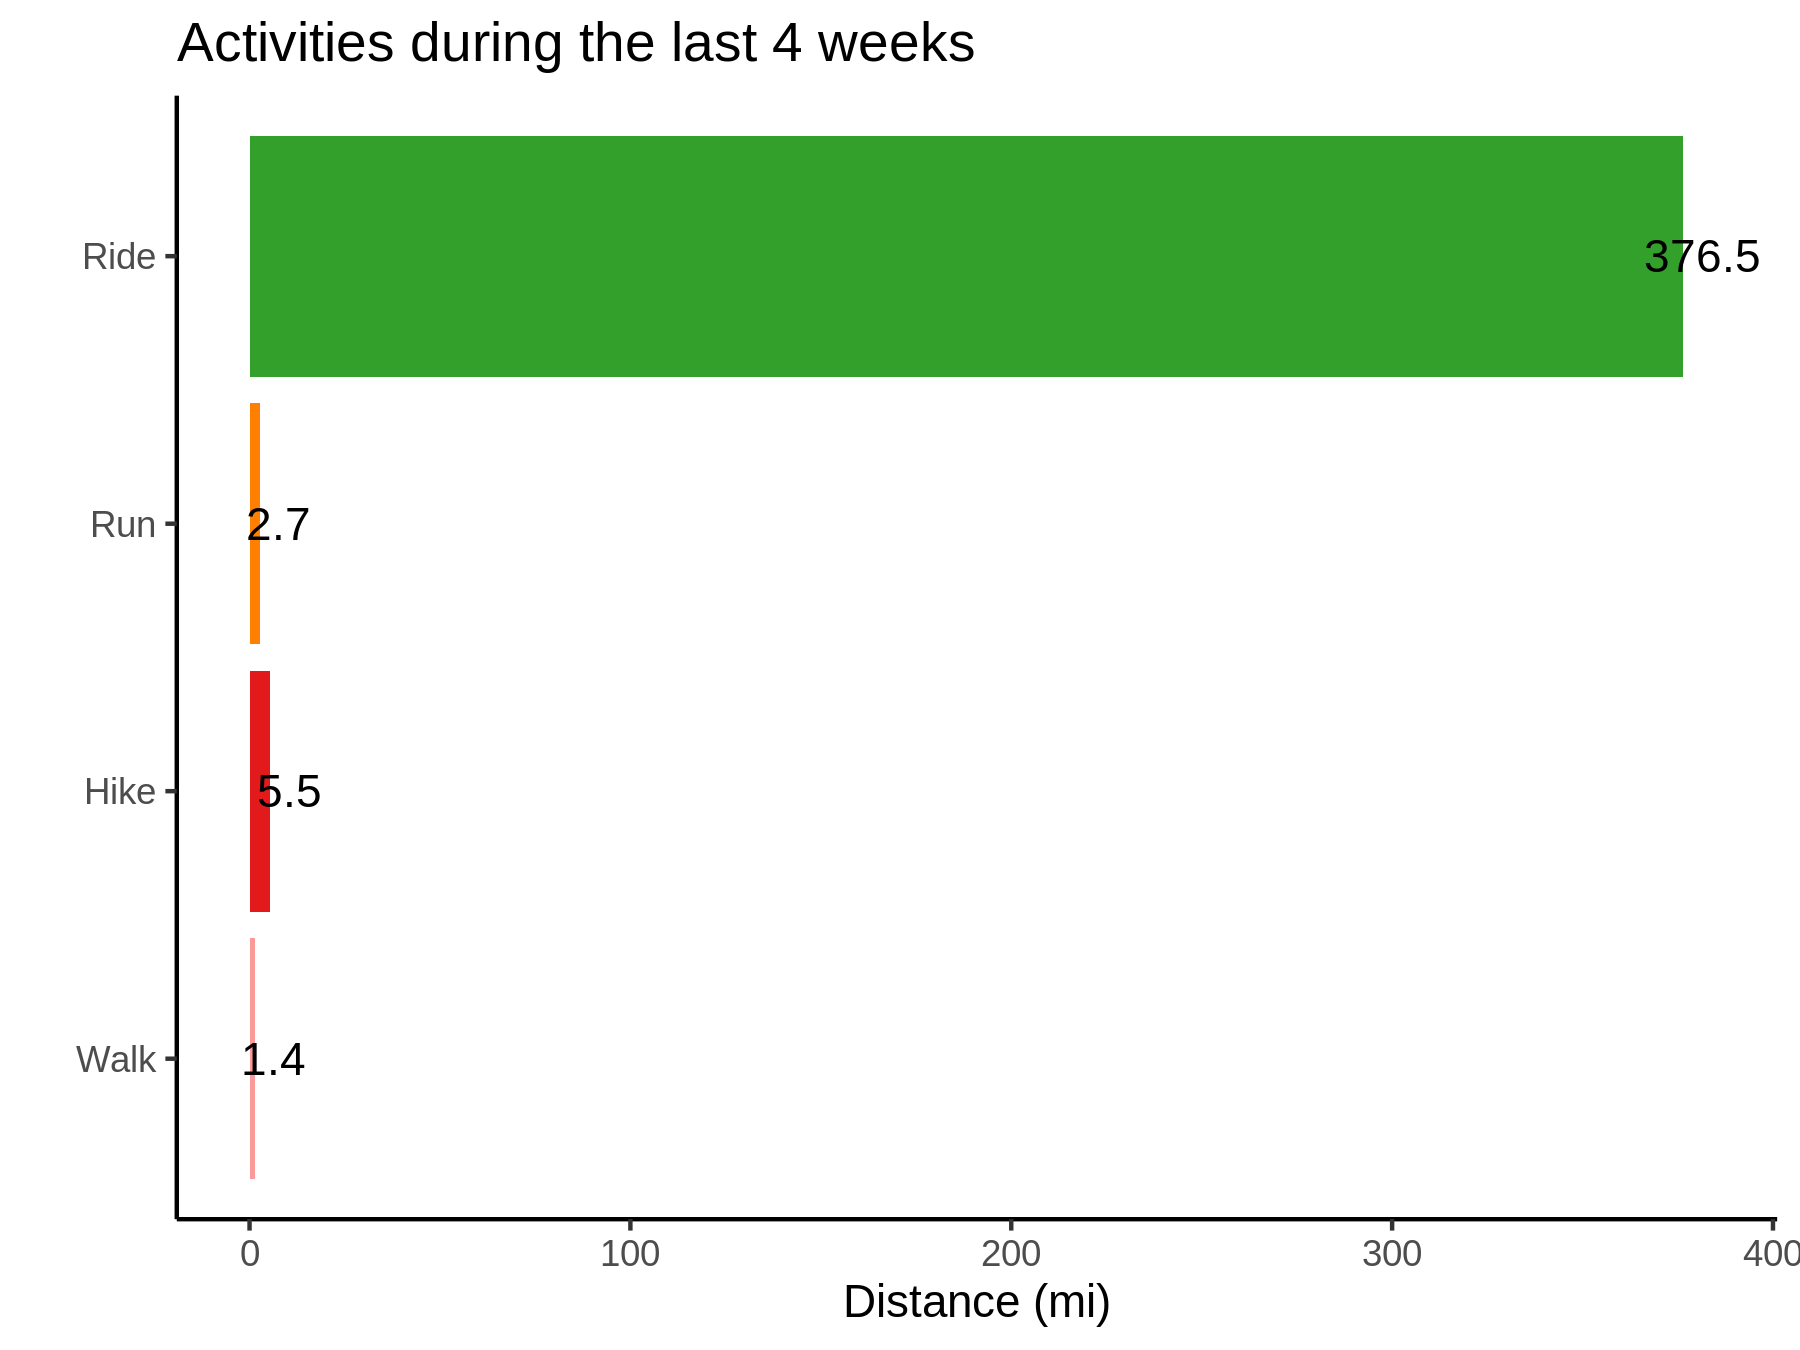 Activities during the last 4 weeks
Ride
376.5
Run
2.7
Hike
5.5
Walk
1.4
0 100 200 300 400
Distance (mi)